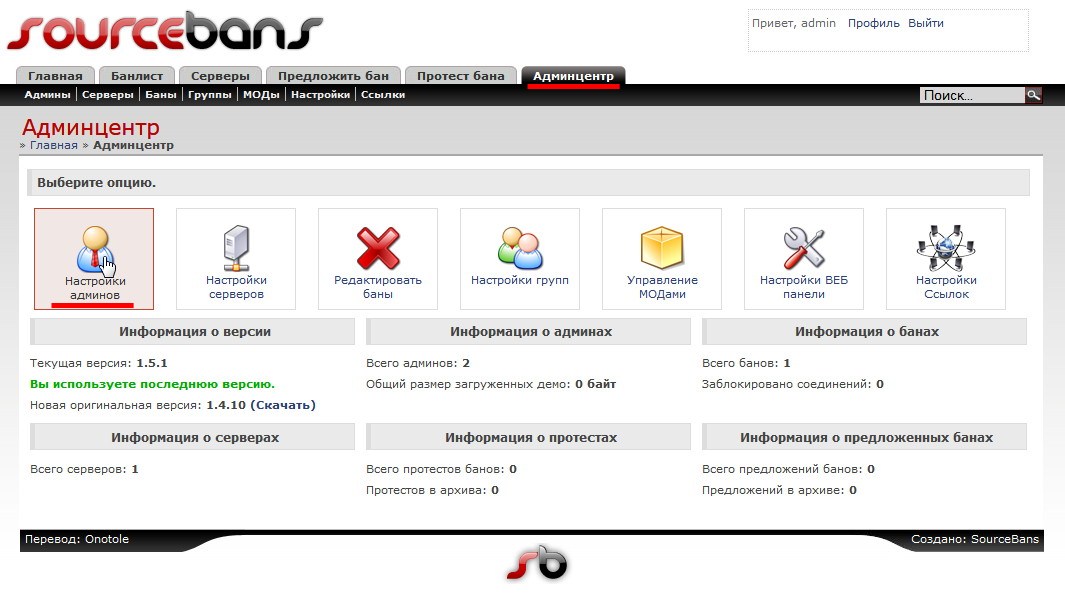 sourcebans
Привет, admin Профиль Выйти
Главная Банлист Серверы Предложить бан Протест бана Админцентр
Админы Серверы Баны Группы МОДы Настройки Ссылки Поиск...
Админцентр
» Главная » Админцентр
Выберите опцию.
Настройки админов
Настройки серверов
Редактировать баны
Настройки групп
Управление МОДами
Настройки ВЕБ панели
Настройки Ссылок
Информация о версии
Текущая версия: 1.5.1
Вы используете последнюю версию.
Новая оригинальная версия: 1.4.10 (Скачать)
Информация о админах
Всего админов: 2
Общий размер загруженных демо: 0 байт
Информация о банах
Всего банов: 1
Заблокировано соединений: 0
Информация о серверах
Всего серверов: 1
Информация о протестах
Всего протестов банов: 0
Протестов в архива: 0
Информация о предложенных банах
Всего предложений банов: 0
Предложений в архиве: 0
Перевод: Onotole
sb
Создано: SourceBans